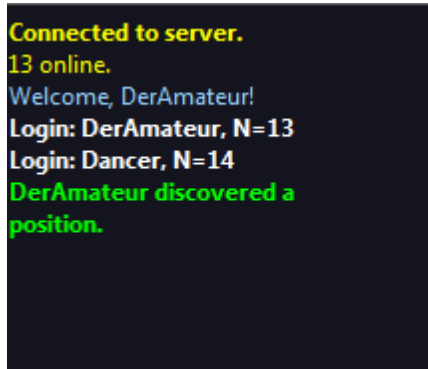 Connected to server.
13 online.
Welcome, DerAmateur!
Login: DerAmateur, N=13
Login: Dancer, N=14
DerAmateur discovered a
position.